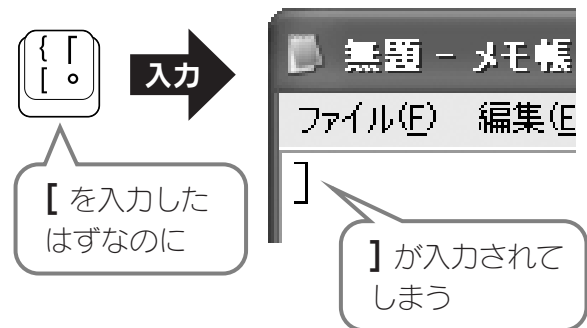 { 「
[ 。
入力
無題 - メモ帳
ファイル(F) 編集(E
]
[ を入力した
はずなのに
] が入力されて
しまう